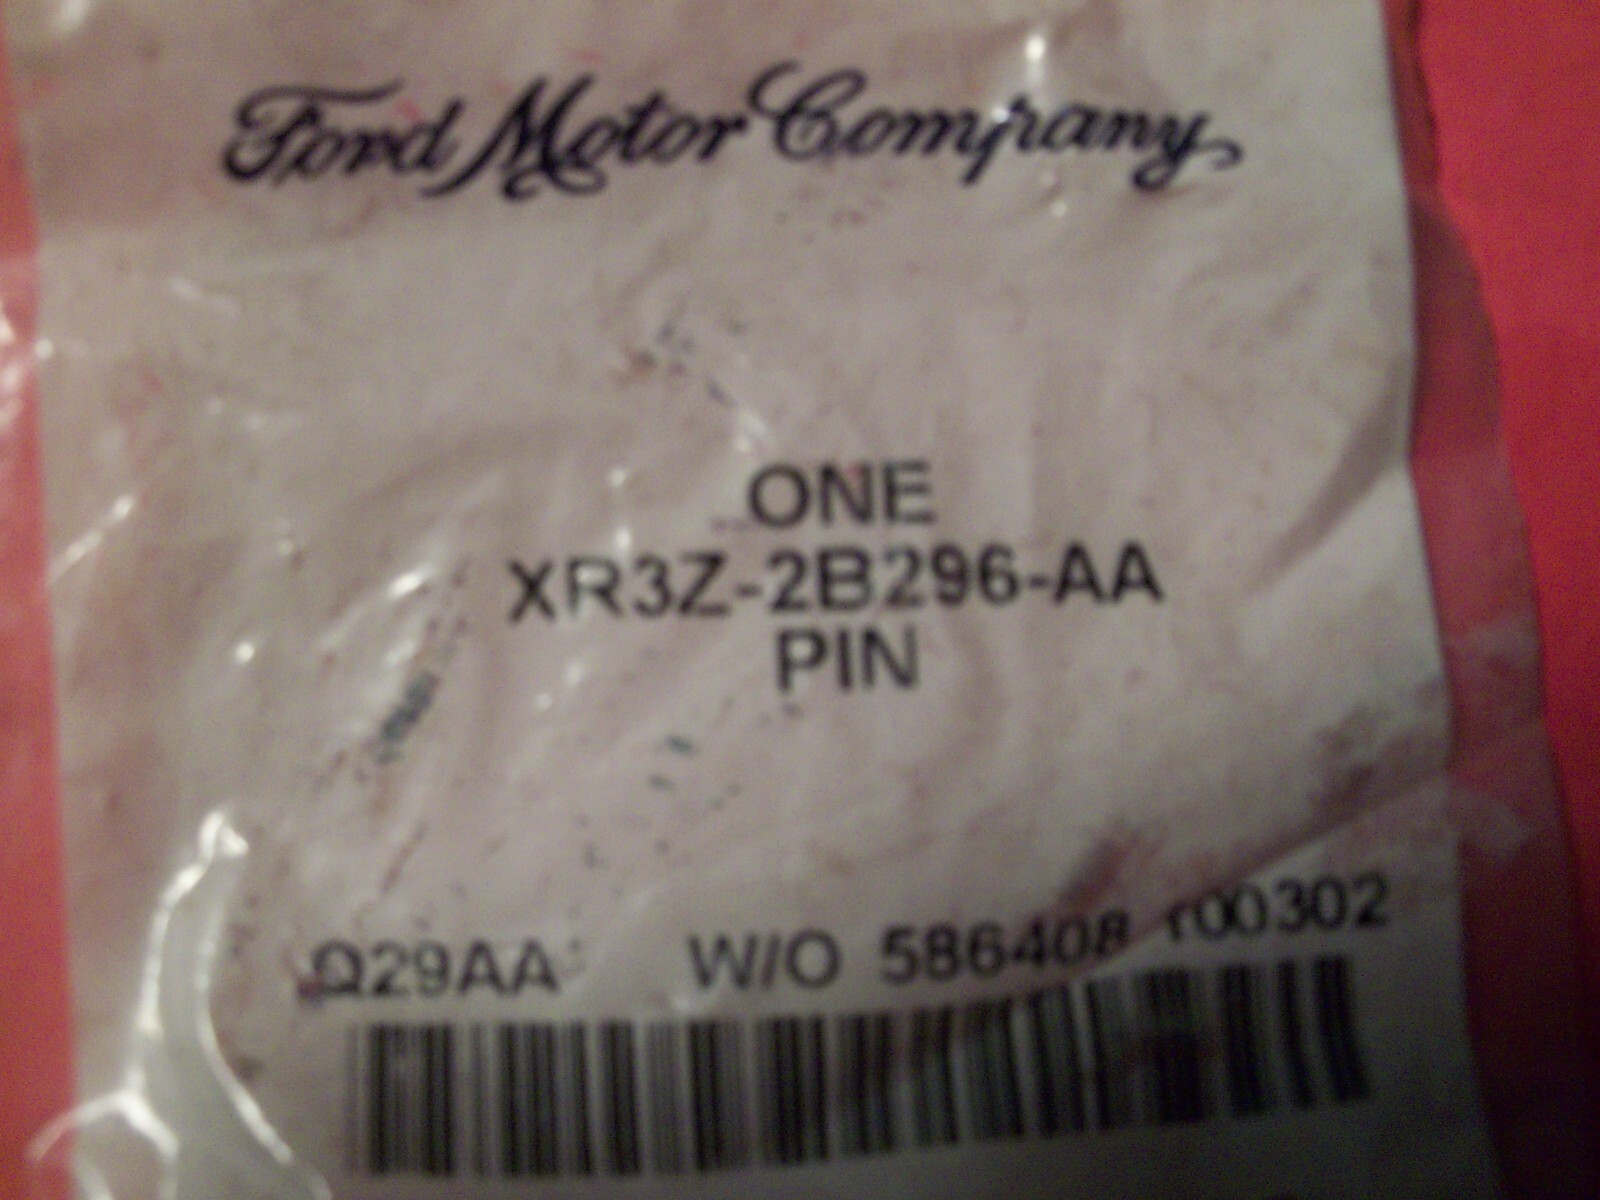 Ford Motor Company
ONE
XR3Z-2B296-AA
PIN
Q29AA W/O 586408 100302